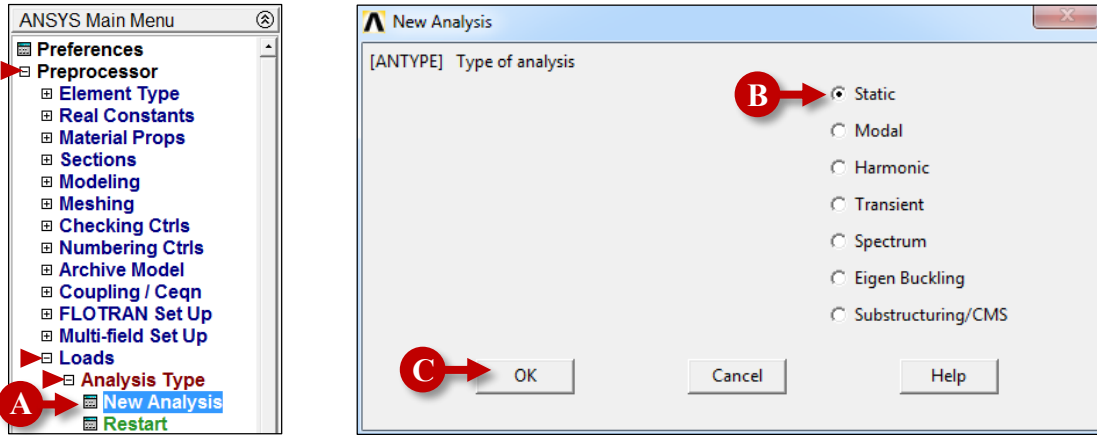 ANSYS Main Menu
Preferences
Preprocessor
Element Type
Real Constants
Material Props
Sections
Modeling
Meshing
Checking Ctrls
Numbering Ctrls
Archive Model
Coupling / Ceqn
FLOTRAN Set Up
Multi-field Set Up
Loads
Analysis Type
A New Analysis
Restart
New Analysis
[ANTYPE] Type of analysis
B Static
Modal
Harmonic
Transient
Spectrum
Eigen Buckling
Substructuring/CMS
C OK Cancel Help